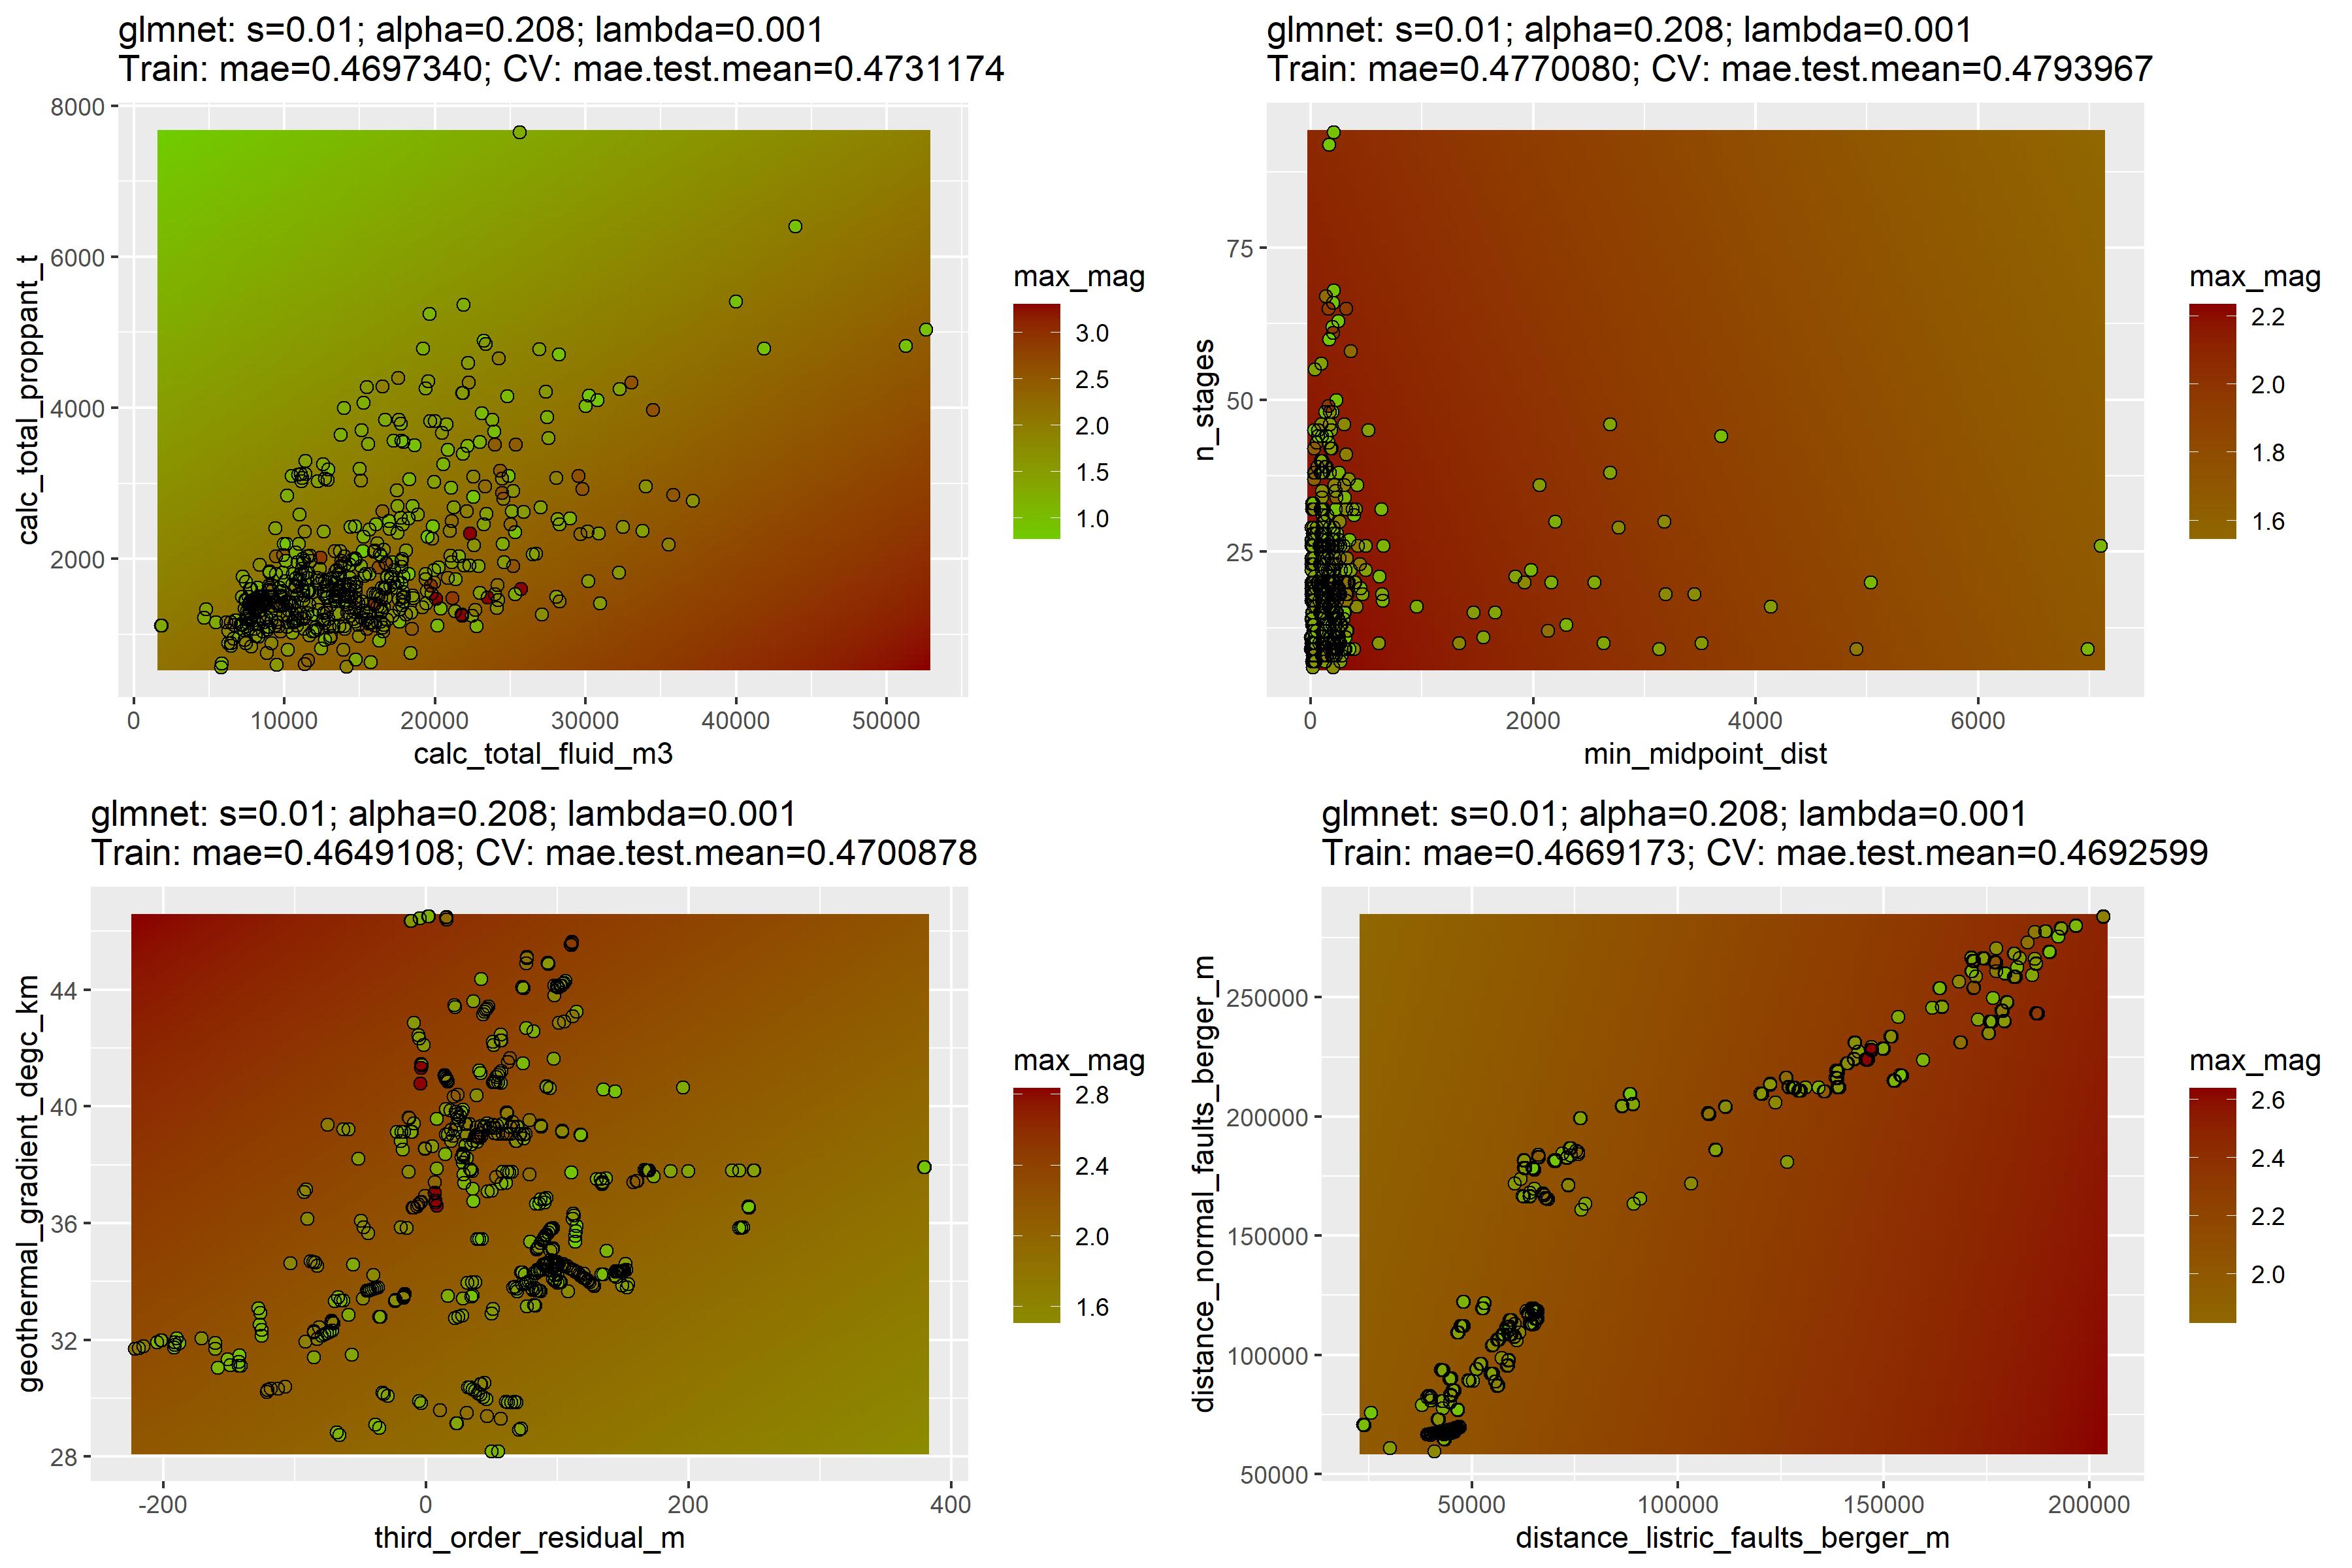 glmnet: s=0.01; alpha=0.208; lambda=0.001
Train: mae=0.4697340; CV: mae.test.mean=0.4731174
8000
6000
4000
2000
calc_total_proppant_t
0 10000 20000 30000 40000 50000
calc_total_fluid_m3
max_mag
3.0
2.5
2.0
1.5
1.0
glmnet: s=0.01; alpha=0.208; lambda=0.001
Train: mae=0.4770080; CV: mae.test.mean=0.4793967
75
50
25
n_stages
0 2000 4000 6000
min_midpoint_dist
max_mag
2.2
2.0
1.8
1.6
glmnet: s=0.01; alpha=0.208; lambda=0.001
Train: mae=0.4649108; CV: mae.test.mean=0.4700878
44
40
36
32
28
geothermal_gradient_degc_km
-200 0 200 400
third_order_residual_m
max_mag
2.8
2.4
2.0
1.6
glmnet: s=0.01; alpha=0.208; lambda=0.001
Train: mae=0.4669173; CV: mae.test.mean=0.4692599
250000
200000
150000
100000
50000
distance_normal_faults_berger_m
50000 100000 150000 200000
distance_listric_faults_berger_m
max_mag
2.6
2.4
2.2
2.0